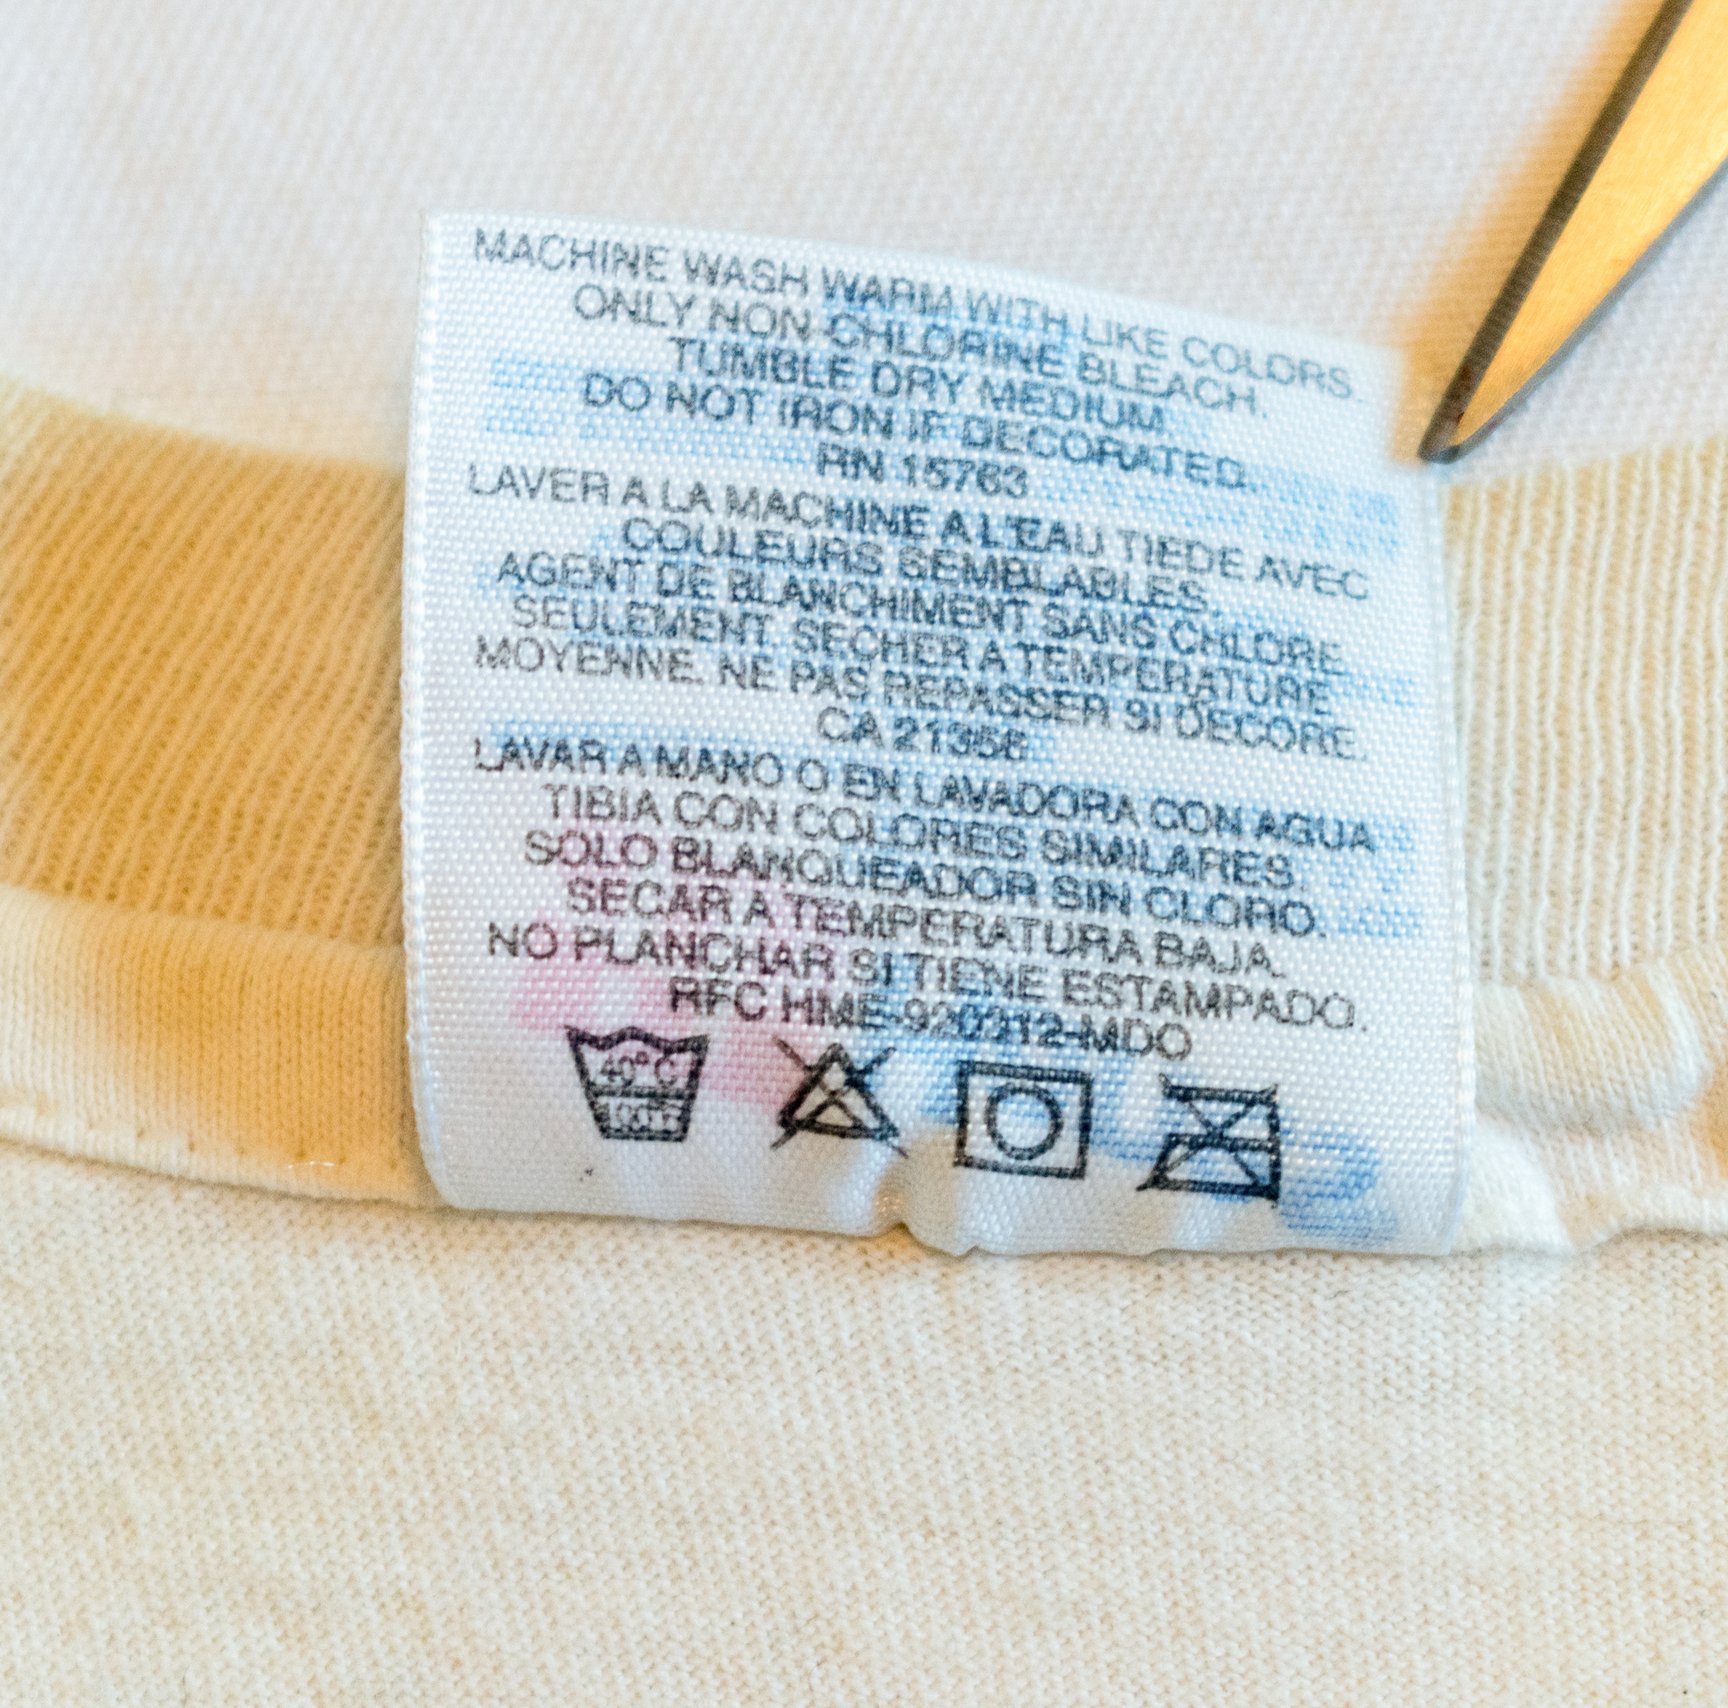 MACHINE WASH WARM WITH LIKE COLORS.
ONLY NON-CHLORINE BLEACH.
TUMBLE DRY MEDIUM.
DO NOT IRON IF DECORATED.
RN 15763
LAVER A LA MACHINE A L'EAU TIEDE AVEC
COULEURS SEMBLABLES.
AGENT DE BLANCHIMENT SANS CHLORE
SEULEMENT. SECHER A TEMPERATURE
MOYENNE. NE PAS REPASSER SI DECORE
CA 21356
LAVAR A MANO O EN LAVADORA CON AGUA
TIBIA CON COLORES SIMILARES.
SOLO BLANQUEADOR SIN CLORO.
SECAR A TEMPERATURA BAJA.
NO PLANCHAR SI TIENE ESTAMPADO.
RFC HME-920312-MDO
40°C